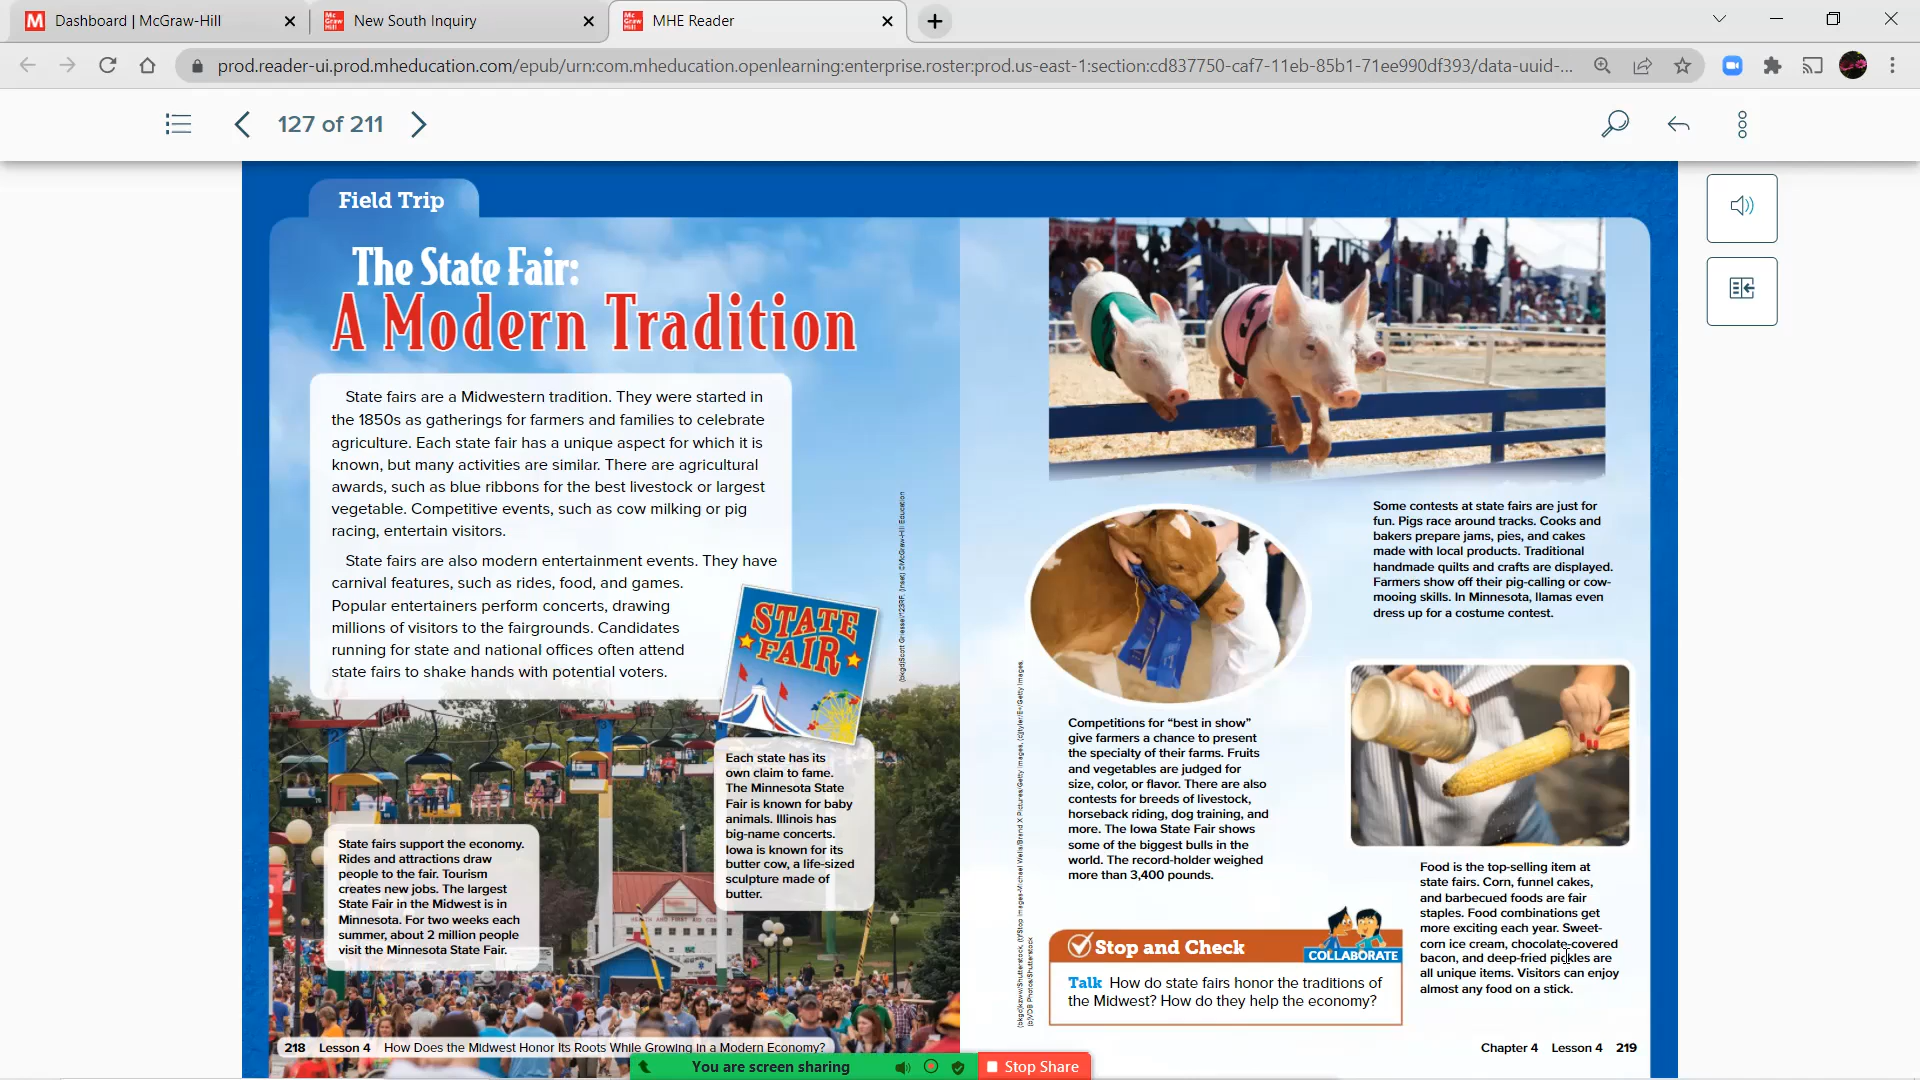 Dashboard | McGraw-Hill
New South Inquiry
MHE Reader
prod.reader-ui.prod.mheducation.com/epub/urn:com.mheducation.openlearning:enterprise.roster:prod.us-east-1:section:cd837750-caf7-11eb-85b1-71ee990df393/data-uuid-...
127 of 211
Field Trip
The State Fair:
A Modern Tradition
State fairs are a Midwestern tradition. They were started in
the 1850s as gatherings for farmers and families to celebrate
agriculture. Each state fair has a unique aspect for which it is
known, but many activities are similar. There are agricultural
awards, such as blue ribbons for the best livestock or largest
vegetable. Competitive events, such as cow milking or pig
racing, entertain visitors.
State fairs are also modern entertainment events. They have
carnival features, such as rides, food, and games.
Popular entertainers perform concerts, drawing
millions of visitors to the fairgrounds. Candidates
running for state and national offices often attend
state fairs to shake hands with potential voters.
STATE
FAIR
Each state has its
own claim to fame.
The Minnesota State
Fair is known for baby
animals. Illinois has
big-name concerts.
Iowa is known for its
butter cow, a life-sized
sculpture made of
butter.
State fairs support the economy.
Rides and attractions draw
people to the fair. Tourism
creates new jobs. The largest
State Fair in the Midwest is in
Minnesota. For two weeks each
summer, about 2 million people
visit the Minnesota State Fair.
218 Lesson 4 How Does the Midwest Honor Its Roots While Growing in a Modern Economy?
Some contests at state fairs are just for
fun. Pigs race around tracks. Cooks and
bakers prepare jams, pies, and cakes
made with local products. Traditional
handmade quilts and crafts are displayed.
Farmers show off their pig-calling or cow-
mooing skills. In Minnesota, llamas even
dress up for a costume contest.
Competitions for “best in show”
give farmers a chance to present
the specialty of their farms. Fruits
and vegetables are judged for
size, color, or flavor. There are also
contests for breeds of livestock,
horseback riding, dog training, and
more. The Iowa State Fair shows
some of the biggest bulls in the
world. The record-holder weighed
more than 3,400 pounds.
Food is the top-selling item at
state fairs. Corn, funnel cakes,
and barbecued foods are fair
staples. Food combinations get
more exciting each year. Sweet-
corn ice cream, chocolate-covered
bacon, and deep-fried pickles are
all unique items. Visitors can enjoy
almost any food on a stick.
Stop and Check
COLLABORATE
Talk How do state fairs honor the traditions of
the Midwest? How do they help the economy?
Chapter 4 Lesson 4 219
You are screen sharing
Stop Share